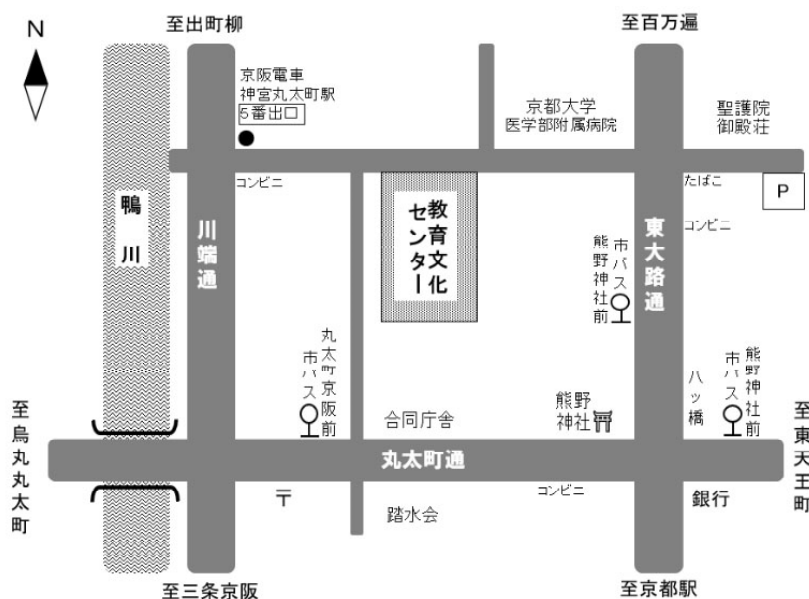 至出町柳
至百万遍
N
京阪電車
神宮丸太町駅
5番出口
京都大学
医学部附属病院
聖護院
御殿荘
コンビニ
たばこ
P
鴨川
川端通
教育文化
センター
東大路通
コンビニ
市バス
熊野神社前
丸太町京阪前
市バス
合同庁舎
熊野
神社
八ッ橋
熊野神社前
市バス
至烏丸丸太町
至東天王町
丸太町通
〒
コンビニ
銀行
踏水会
至三条京阪
至京都駅